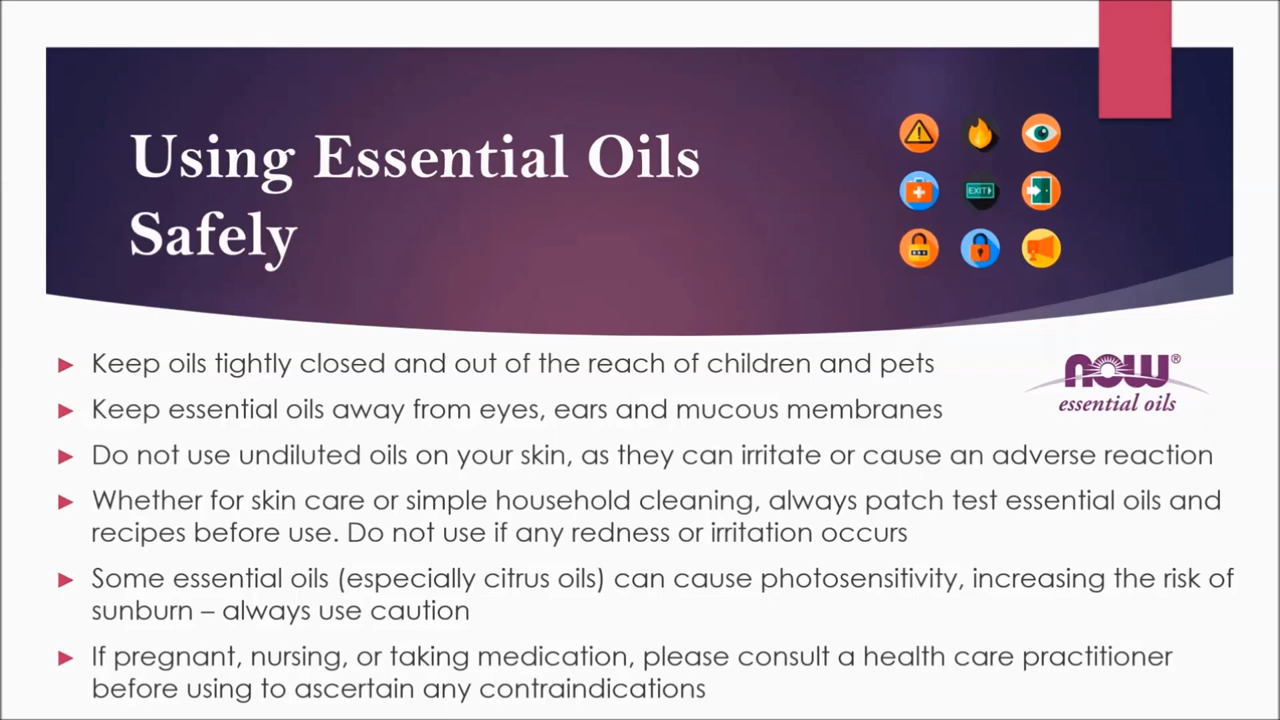 Using Essential Oils
Safely
EXIT
► Keep oils tightly closed and out of the reach of children and pets
now®
essential oils
► Keep essential oils away from eyes, ears and mucous membranes
► Do not use undiluted oils on your skin, as they can irritate or cause an adverse reaction
► Whether for skin care or simple household cleaning, always patch test essential oils and
recipes before use. Do not use if any redness or irritation occurs
► Some essential oils (especially citrus oils) can cause photosensitivity, increasing the risk of
sunburn – always use caution
► If pregnant, nursing, or taking medication, please consult a health care practitioner
before using to ascertain any contraindications